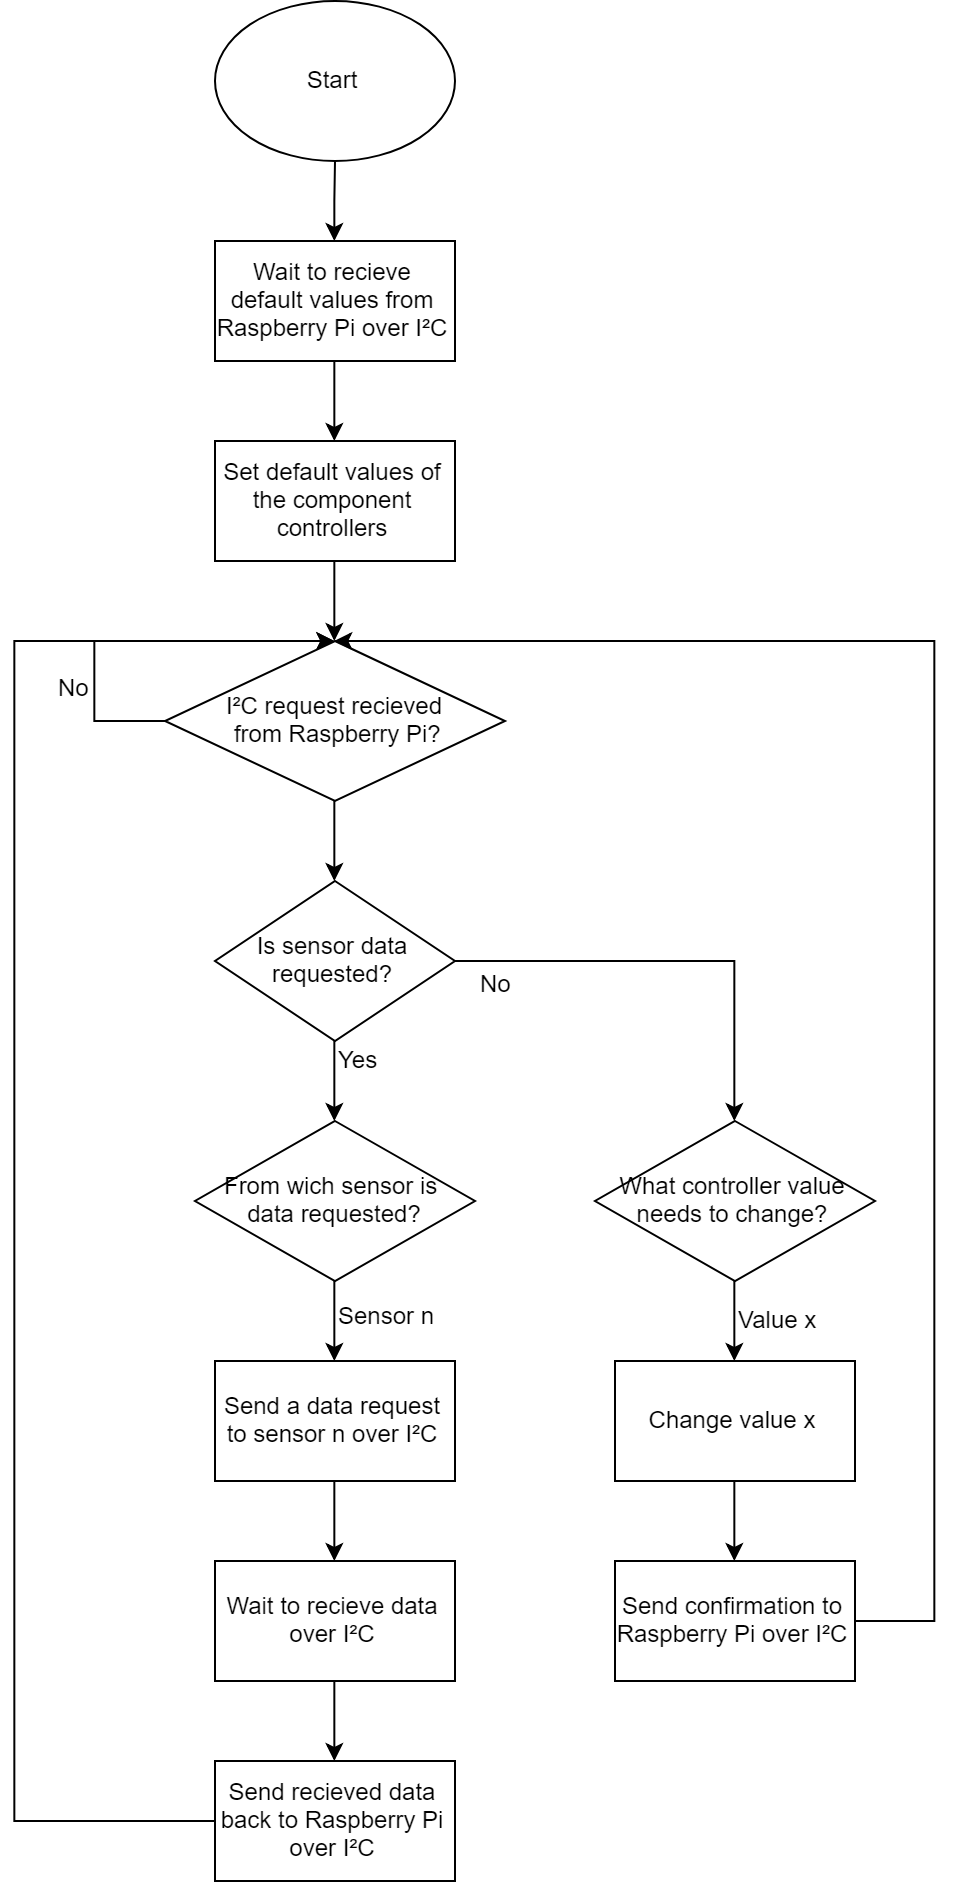 Start
Wait to recieve
default values from
Raspberry Pi over I²C
Set default values of
the component
controllers
No
I²C request recieved
from Raspberry Pi?
Is sensor data
requested?
No
Yes
From wich sensor is
data requested?
What controller value
needs to change?
Sensor n
Value x
Send a data request
to sensor n over I²C
Change value x
Wait to recieve data
over I²C
Send confirmation to
Raspberry Pi over I²C
Send recieved data
back to Raspberry Pi
over I²C